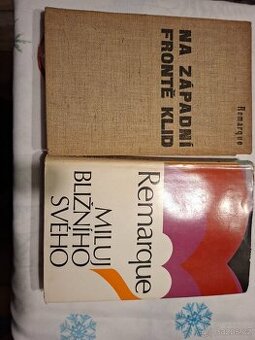 NA ZÁPADNÍ
FRONTĚ KLID
Remarque
Remarque
MILUJ
BLIŽNÍHO
SVÉHO